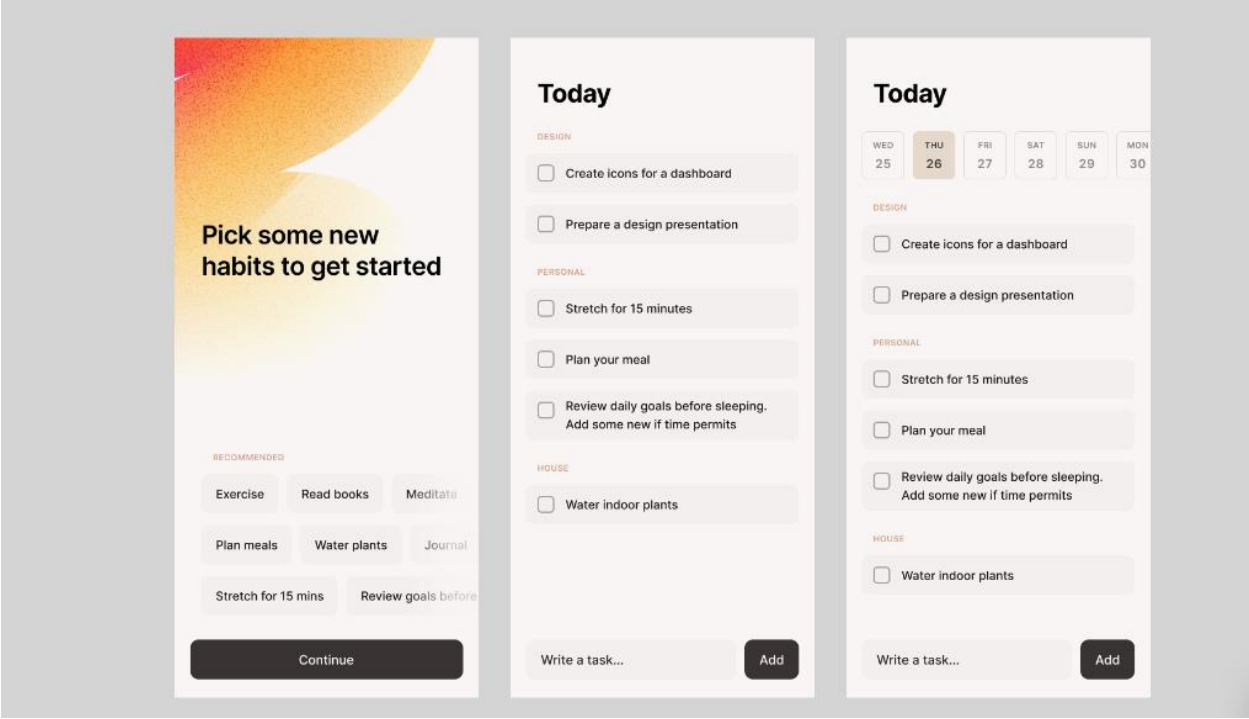 Pick some new
habits to get started
RECOMMENDED
Exercise
Read books
Meditate
Plan meals
Water plants
Journal
Stretch for 15 mins
Review goals before
Continue
Today
DESIGN
Create icons for a dashboard
Prepare a design presentation
PERSONAL
Stretch for 15 minutes
Plan your meal
Review daily goals before sleeping.
Add some new if time permits
HOUSE
Water indoor plants
Write a task...
Add
Today
WED THU FRI SAT SUN MON
25 26 27 28 29 30
DESIGN
Create icons for a dashboard
Prepare a design presentation
PERSONAL
Stretch for 15 minutes
Plan your meal
Review daily goals before sleeping.
Add some new if time permits
HOUSE
Water indoor plants
Write a task...
Add